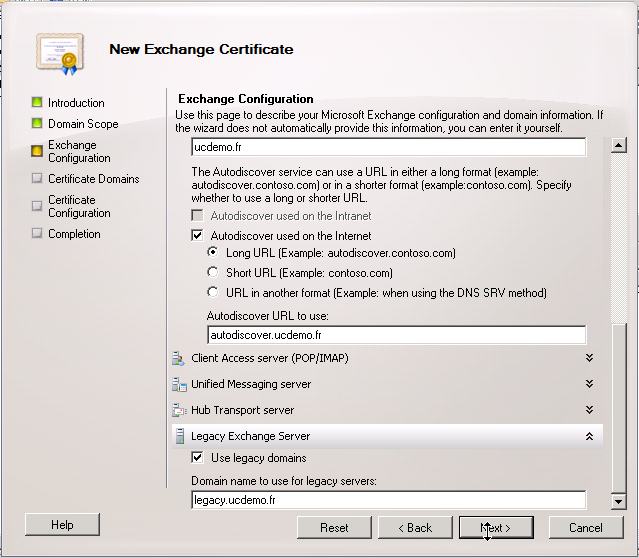 New Exchange Certificate
Introduction
Domain Scope
Exchange
Configuration
Certificate Domains
Certificate
Configuration
Completion
Exchange Configuration
Use this page to describe your Microsoft Exchange configuration and domain information. If
the wizard does not automatically provide this information, you can enter it yourself.
ucdemo.fr
The Autodiscover service can use a URL in either a long format (example:
autodiscover.contoso.com) or in a shorter format (example:contoso.com). Specify
whether to use a long or shorter URL.
Autodiscover used on the Intranet
Autodiscover used on the Internet
Long URL (Example: autodiscover.contoso.com)
Short URL (Example: contoso.com)
URL in another format (Example: when using the DNS SRV method)
Autodiscover URL to use:
autodiscover.ucdemo.fr
Client Access server (POP/IMAP)
Unified Messaging server
Hub Transport server
Legacy Exchange Server
Use legacy domains
Domain name to use for legacy servers:
legacy.ucdemo.fr
Help
Reset
< Back
Next >
Cancel